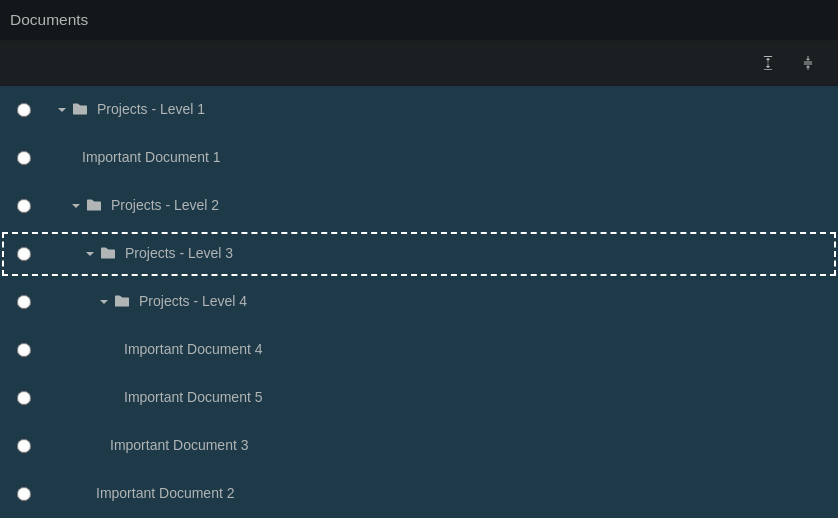 Documents
Projects - Level 1
Important Document 1
Projects - Level 2
Projects - Level 3
Projects - Level 4
Important Document 4
Important Document 5
Important Document 3
Important Document 2